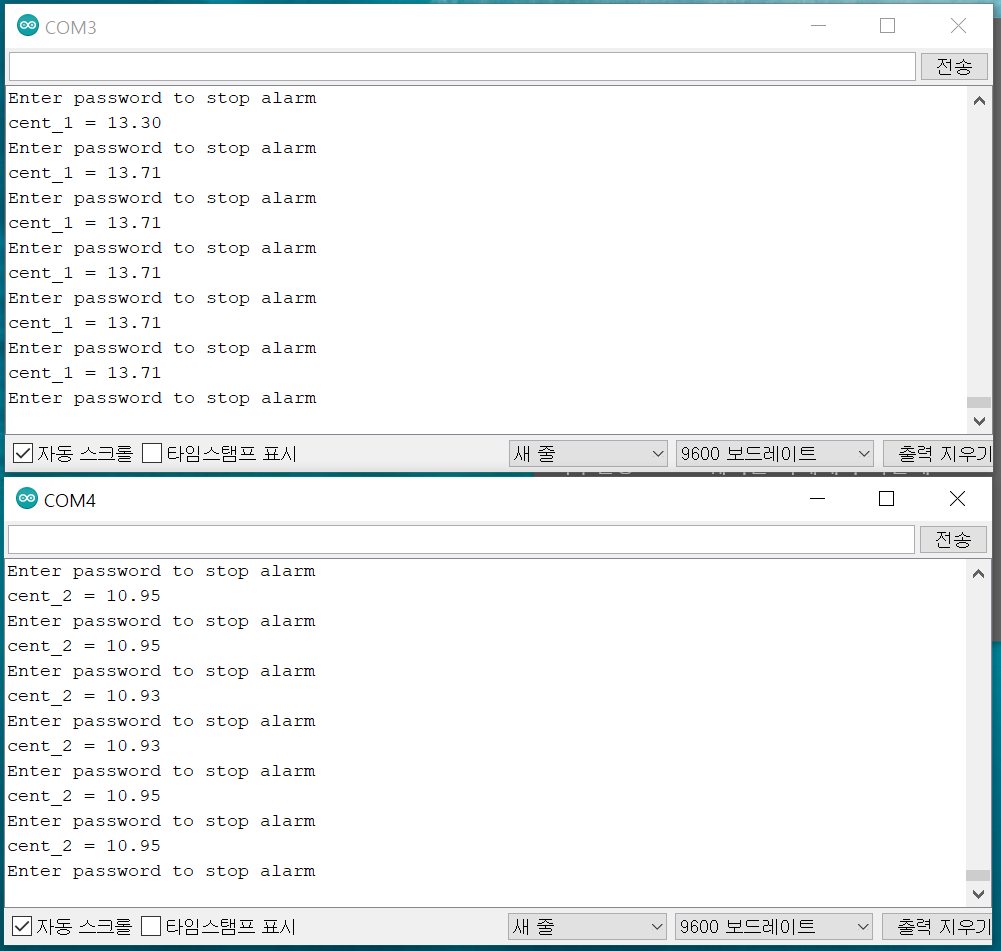 COM3
전송
Enter password to stop alarm
cent_1 = 13.30
Enter password to stop alarm
cent_1 = 13.71
Enter password to stop alarm
cent_1 = 13.71
Enter password to stop alarm
cent_1 = 13.71
Enter password to stop alarm
cent_1 = 13.71
Enter password to stop alarm
cent_1 = 13.71
Enter password to stop alarm
자동 스크롤 타임스탬프 표시 새 줄 9600 보드레이트 출력 지우기
COM4
전송
Enter password to stop alarm
cent_2 = 10.95
Enter password to stop alarm
cent_2 = 10.95
Enter password to stop alarm
cent_2 = 10.93
Enter password to stop alarm
cent_2 = 10.93
Enter password to stop alarm
cent_2 = 10.95
Enter password to stop alarm
cent_2 = 10.95
Enter password to stop alarm
자동 스크롤 타임스탬프 표시 새 줄 9600 보드레이트 출력 지우기